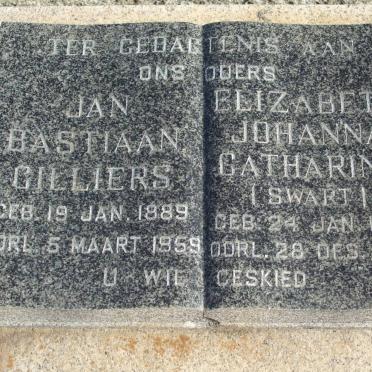 TER GEDAGTENIS AAN
ONS OUERS
JAN
BASTIAAN
CILLIERS
GEB. 19 JAN. 1889
OORL. 5 MAART 1959
ELIZABET
JOHANNA
CATHARIN
(SWART)
GEB. 24 JAN.
OORL. 28 DES.
U WIL GESKIED